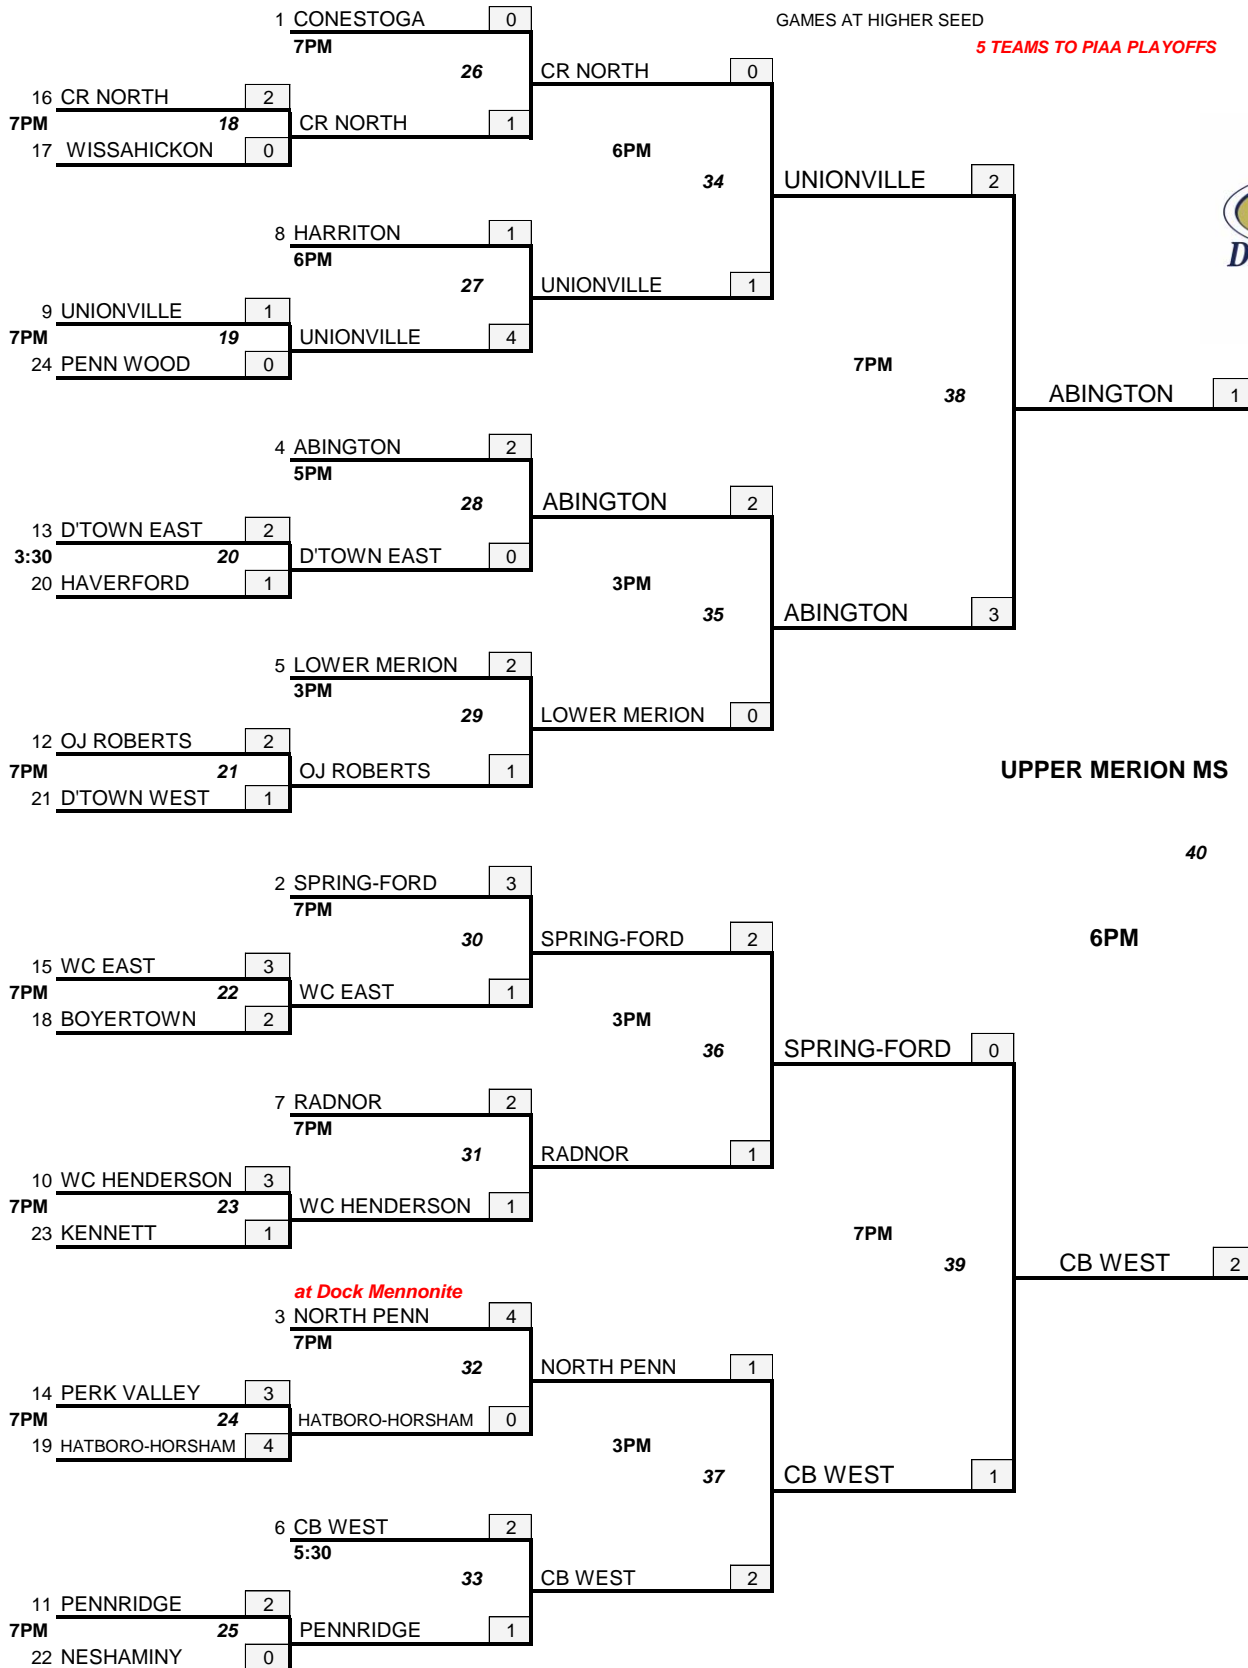 1 CONESTOGA 0 GAMES AT HIGHER SEED
7PM 5 TEAMS TO PIAA PLAYOFFS
26 CR NORTH 0
16 CR NORTH 2
7PM 18 CR NORTH 1
17 WISSAHICKON 0 6PM
34 UNIONVILLE 2
8 HARRITON 1
6PM D
27 UNIONVILLE 1
9 UNIONVILLE 1
7PM 19 UNIONVILLE 4
24 PENN WOOD 0 7PM
38 ABINGTON 1
4 ABINGTON 2
5PM
28 ABINGTON 2
13 D'TOWN EAST 2
3:30 20 D'TOWN EAST 0
20 HAVERFORD 1 3PM
35 ABINGTON 3
5 LOWER MERION 2
3PM
29 LOWER MERION 0
12 OJ ROBERTS 2
7PM 21 OJ ROBERTS 1 UPPER MERION MS
21 D'TOWN WEST 1
40
2 SPRING-FORD 3
7PM
30 SPRING-FORD 2 6PM
15 WC EAST 3
7PM 22 WC EAST 1
18 BOYERTOWN 2 3PM
36 SPRING-FORD 0
7 RADNOR 2
7PM
31 RADNOR 1
10 WC HENDERSON 3
7PM 23 WC HENDERSON 1
23 KENNETT 1 7PM
39 CB WEST 2
at Dock Mennonite
3 NORTH PENN 4
7PM
32 NORTH PENN 1
14 PERK VALLEY 3
7PM 24 HATBORO-HORSHAM 0
19 HATBORO-HORSHAM 4 3PM
37 CB WEST 1
6 CB WEST 2
5:30
33 CB WEST 2
11 PENNRIDGE 2
7PM 25 PENNRIDGE 1
22 NESHAMINY 0